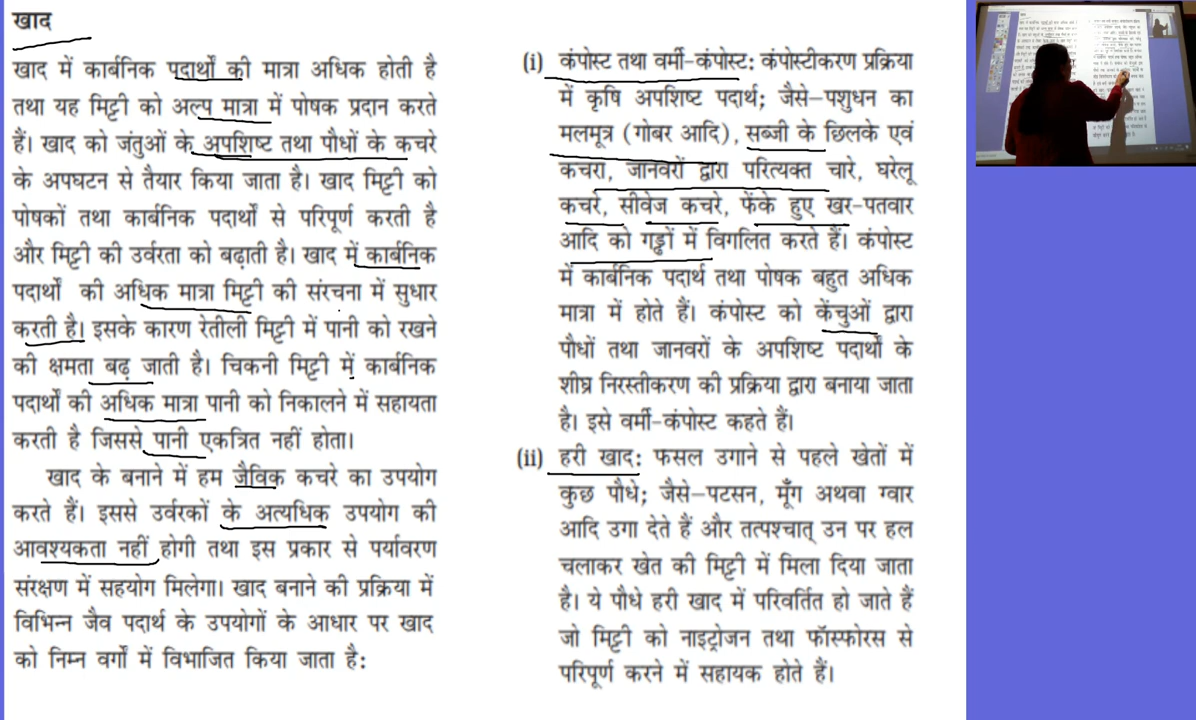 खाद
खाद में कार्बनिक पदार्थों की मात्रा अधिक होती है
तथा यह मिट्टी को अल्प मात्रा में पोषक प्रदान करते
हैं। खाद को जंतुओं के अपशिष्ट तथा पौधों के कचरे
के अपघटन से तैयार किया जाता है। खाद मिट्टी को
पोषकों तथा कार्बनिक पदार्थों से परिपूर्ण करती है
और मिट्टी की उर्वरता को बढ़ाती है। खाद में कार्बनिक
पदार्थों की अधिक मात्रा मिट्टी की संरचना में सुधार
करती है। इसके कारण रेतीली मिट्टी में पानी को रखने
की क्षमता बढ़ जाती है। चिकनी मिट्टी में कार्बनिक
पदार्थों की अधिक मात्रा पानी को निकालने में सहायता
करती है जिससे पानी एकत्रित नहीं होता।
खाद के बनाने में हम जैविक कचरे का उपयोग
करते हैं। इससे उर्वरकों के अत्यधिक उपयोग की
आवश्यकता नहीं होगी तथा इस प्रकार से पर्यावरण
संरक्षण में सहयोग मिलेगा। खाद बनाने की प्रक्रिया में
विभिन्न जैव पदार्थ के उपयोगों के आधार पर खाद
को निम्न वर्गों में विभाजित किया जाता है:
(i) कंपोस्ट तथा वर्मी-कंपोस्ट: कंपोस्टीकरण प्रक्रिया
में कृषि अपशिष्ट पदार्थ; जैसे-पशुधन का
मलमूत्र (गोबर आदि), सब्जी के छिलके एवं
कचरा, जानवरों द्वारा परित्यक्त चारे, घरेलू
कचरे, सीवेज कचरे, फेंके हुए खर-पतवार
आदि को गड्ढों में विगलित करते हैं। कंपोस्ट
में कार्बनिक पदार्थ तथा पोषक बहुत अधिक
मात्रा में होते हैं। कंपोस्ट को केंचुओं द्वारा
पौधों तथा जानवरों के अपशिष्ट पदार्थों के
शीघ्र निरस्तीकरण की प्रक्रिया द्वारा बनाया जाता
है। इसे वर्मी-कंपोस्ट कहते हैं।
(ii) हरी खाद: फसल उगाने से पहले खेतों में
कुछ पौधे; जैसे-पटसन, मूँग अथवा ग्वार
आदि उगा देते हैं और तत्पश्चात् उन पर हल
चलाकर खेत की मिट्टी में मिला दिया जाता
है। ये पौधे हरी खाद में परिवर्तित हो जाते हैं
जो मिट्टी को नाइट्रोजन तथा फॉस्फोरस से
परिपूर्ण करने में सहायक होते हैं।